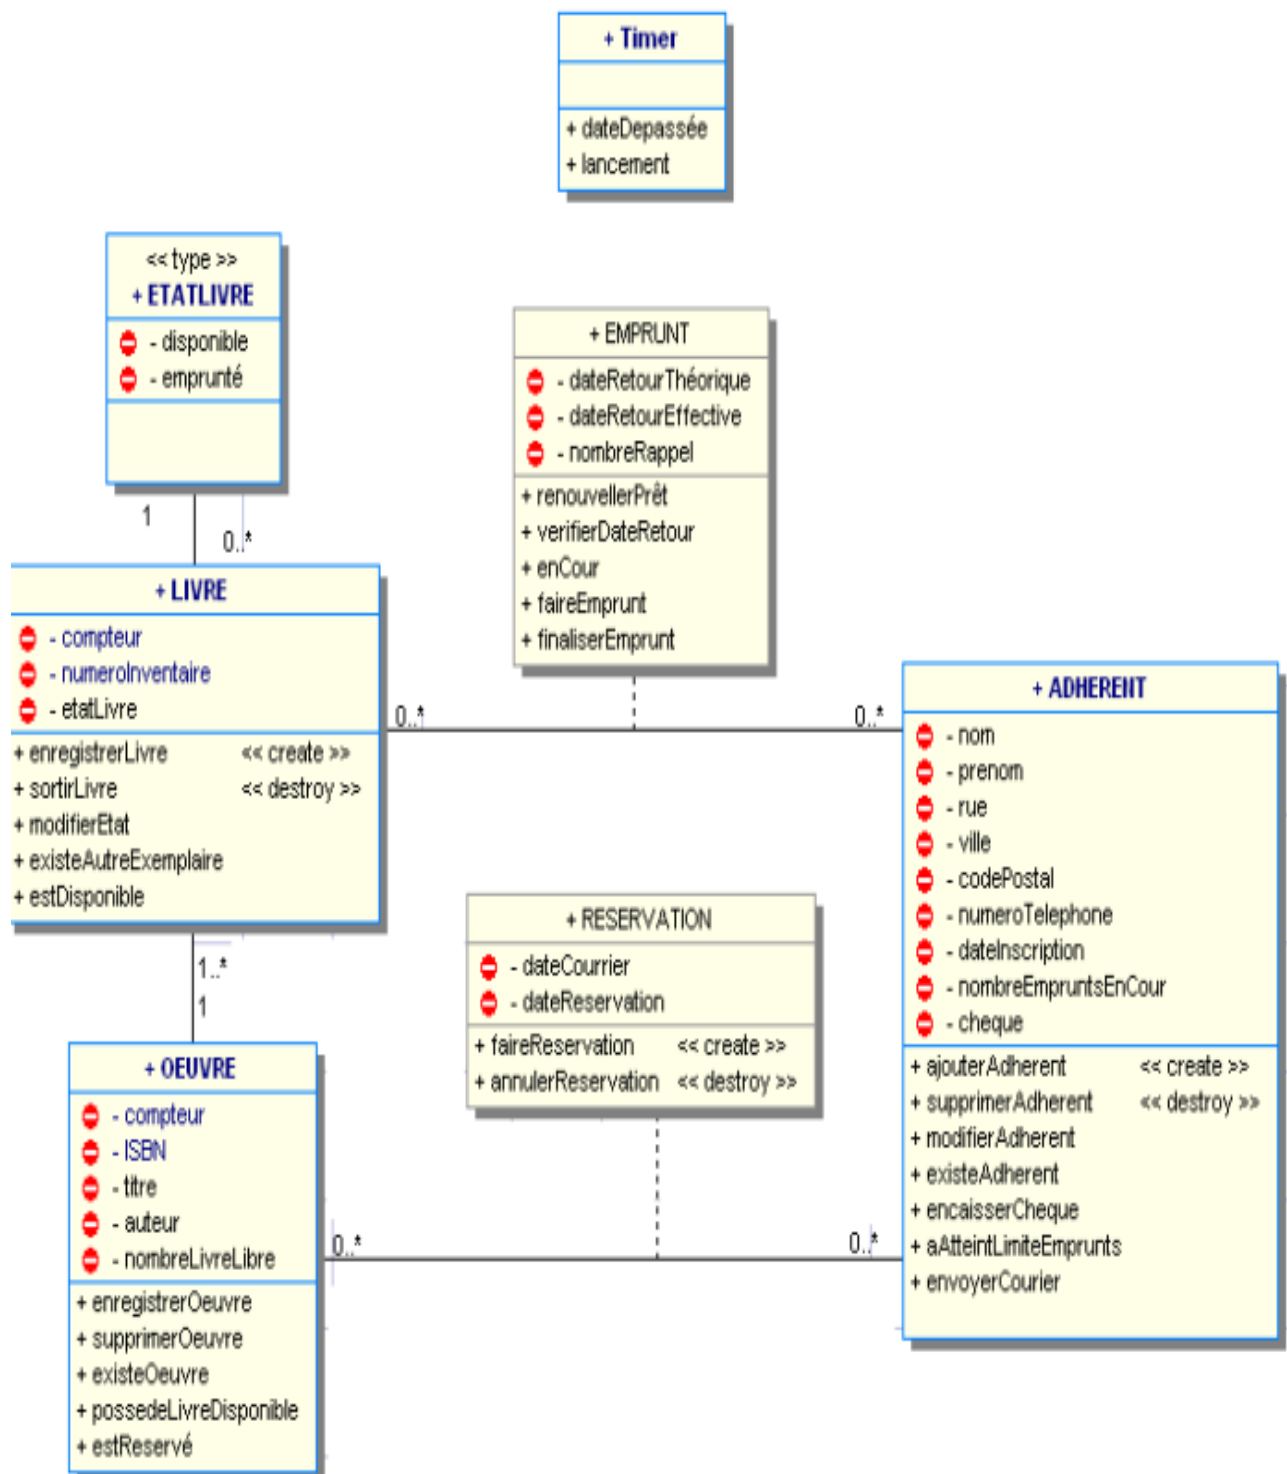 + Timer
+ dateDepassée
+ lancement
<< type >>
+ ETATLIVRE
- disponible
- emprunté
1
0..*
+ EMPRUNT
- dateRetourThéorique
- dateRetourEffective
- nombreRappel
+ renouvellerPrêt
+ verifierDateRetour
+ enCour
+ faireEmprunt
+ finaliserEmprunt
+ LIVRE
- compteur
- numeroInventaire
- etatLivre
+ enregistrerLivre << create >>
+ sortirLivre << destroy >>
+ modifierEtat
+ existeAutreExemplaire
+ estDisponible
0..*
0..*
+ ADHERENT
- nom
- prenom
- rue
- ville
- codePostal
- numeroTelephone
- dateInscription
- nombreEmpruntsEnCour
- cheque
+ ajouterAdherent << create >>
+ supprimerAdherent << destroy >>
+ modifierAdherent
+ existeAdherent
+ encaisserCheque
+ aAtteintLimiteEmprunts
+ envoyerCourier
+ RESERVATION
- dateCourrier
- dateReservation
+ faireReservation << create >>
+ annulerReservation << destroy >>
1..*
1
+ OEUVRE
- compteur
- ISBN
- titre
- auteur
- nombreLivreLibre
+ enregistrerOeuvre
+ supprimerOeuvre
+ existeOeuvre
+ possedeLivreDisponible
+ estReservé
0..*
0..*